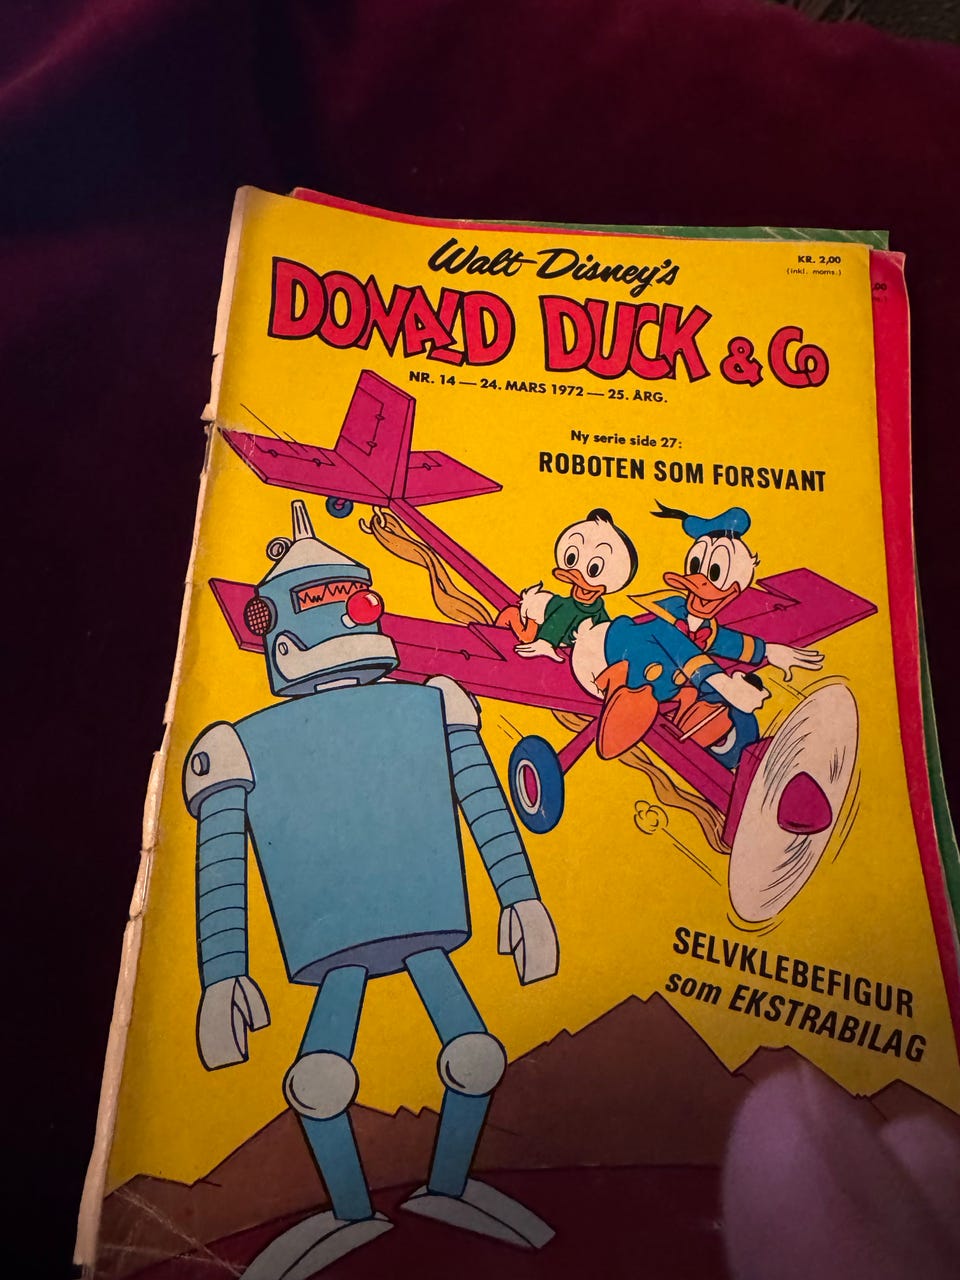 Walt Disney's
DONALD DUCK & Co
KR. 2,00
(inkl. moms.)
NR. 14 — 24. MARS 1972 — 25. ÅRG.
Ny serie side 27:
ROBOTEN SOM FORSVANT
SELVKLEBEFIGUR
som EKSTRABILAG
,00